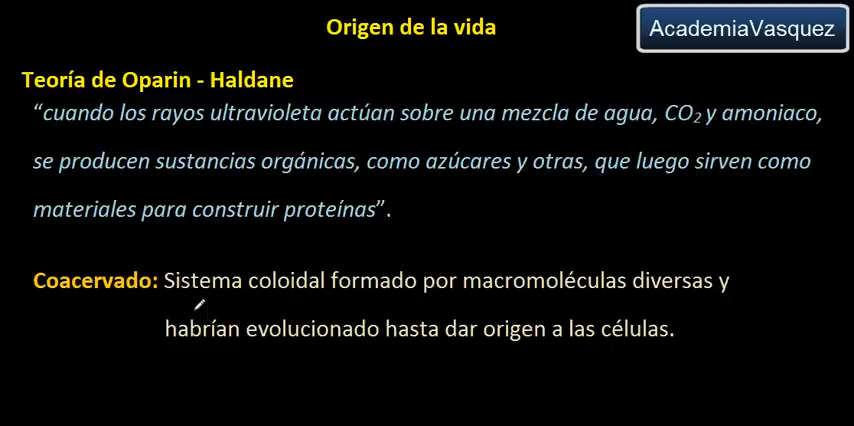 Origen de la vida
AcademiaVasquez
Teoría de Oparin - Haldane
“cuando los rayos ultravioleta actúan sobre una mezcla de agua, CO₂ y amoniaco,
se producen sustancias orgánicas, como azúcares y otras, que luego sirven como
materiales para construir proteínas”.
Coacervado: Sistema coloidal formado por macromoléculas diversas y
habrían evolucionado hasta dar origen a las células.